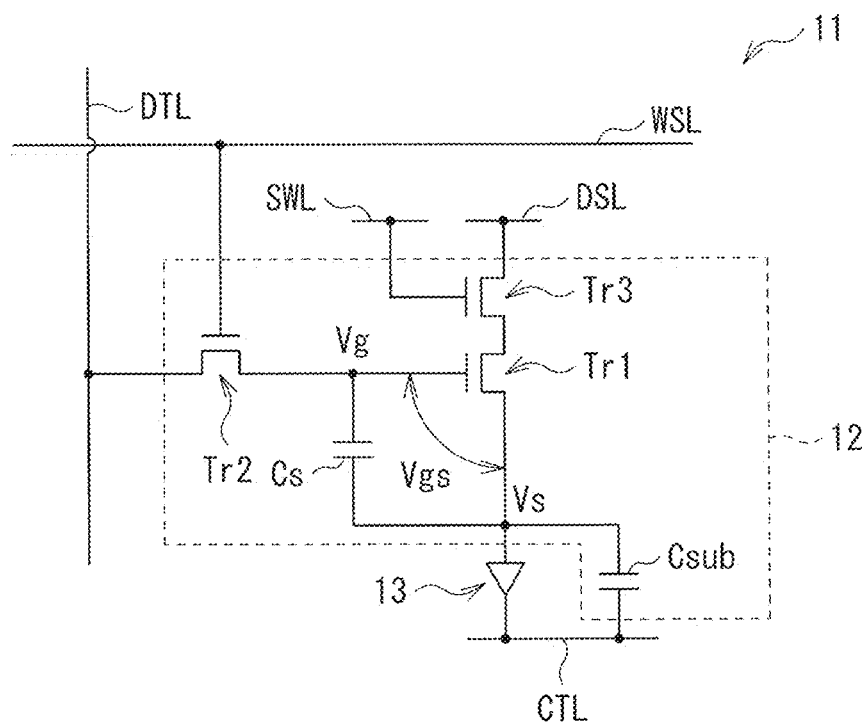 11
DTL
WSL
SWL
DSL
Tr3
Vg
Tr1
12
Tr2
Cs
Vgs
Vs
Csub
13
CTL